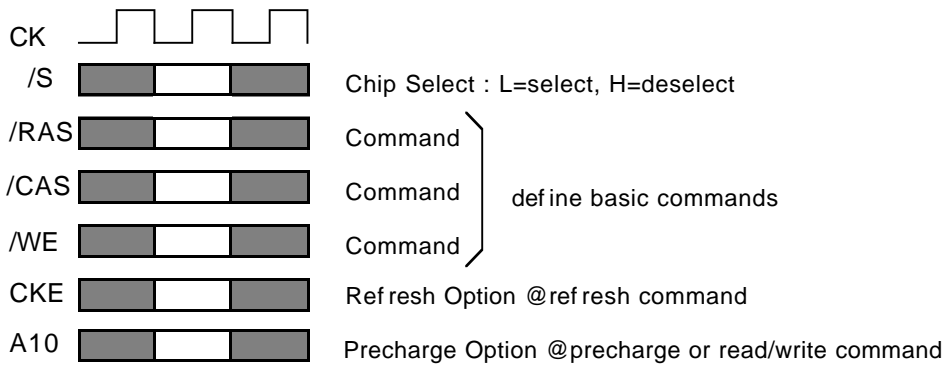 CK
/S Chip Select : L=select, H=deselect
/RAS Command
/CAS Command define basic commands
/WE Command
CKE Refresh Option @refresh command
A10 Precharge Option @precharge or read/write command